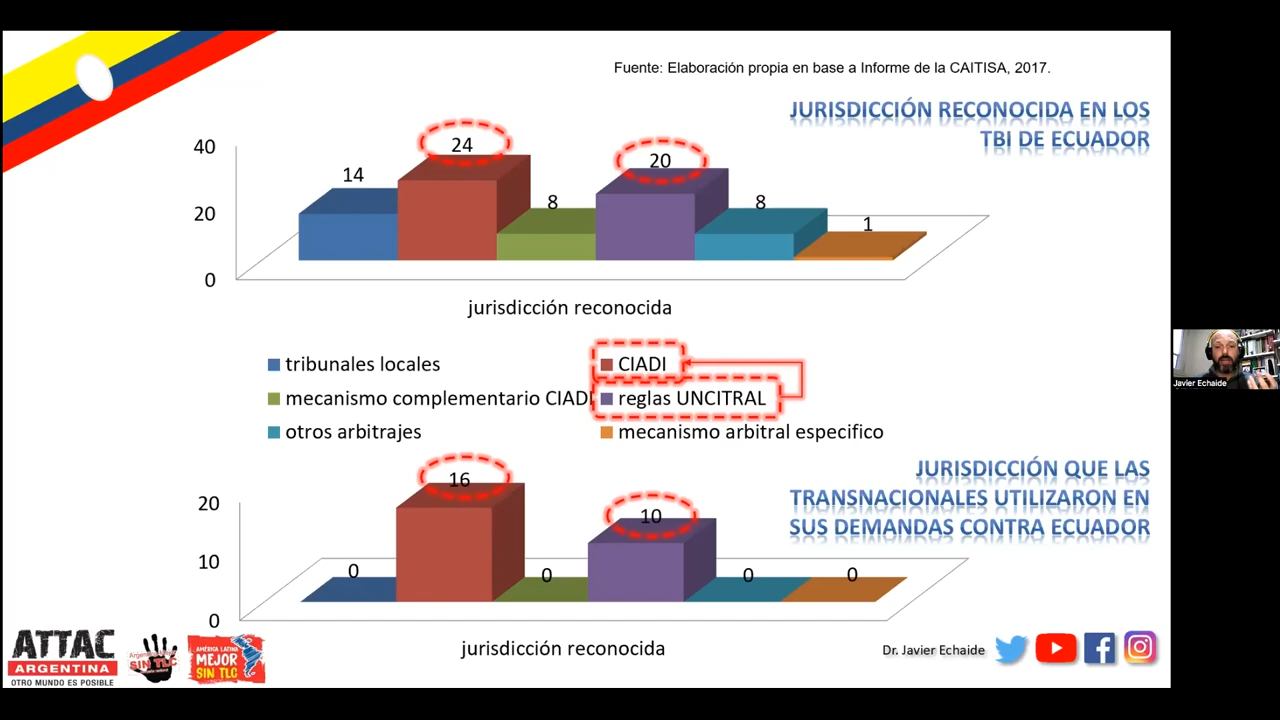 Fuente: Elaboración propia en base a Informe de la CAITISA, 2017.
JURISDICCIÓN RECONOCIDA EN LOS
TBI DE ECUADOR
40
20
0
14
24
8
20
8
1
jurisdicción reconocida
tribunales locales
CIADI
mecanismo complementario CIADI
reglas UNCITRAL
otros arbitrajes
mecanismo arbitral especifico
JURISDICCIÓN QUE LAS
TRANSNACIONALES UTILIZARON EN
SUS DEMANDAS CONTRA ECUADOR
20
10
0
0
16
0
10
0
0
jurisdicción reconocida
ATTAC
ARGENTINA
OTRO MUNDO ES POSIBLE
SIN TLC
AMÉRICA LATINA
MEJOR
SIN TLC
Dr. Javier Echaide
Javier Echaide